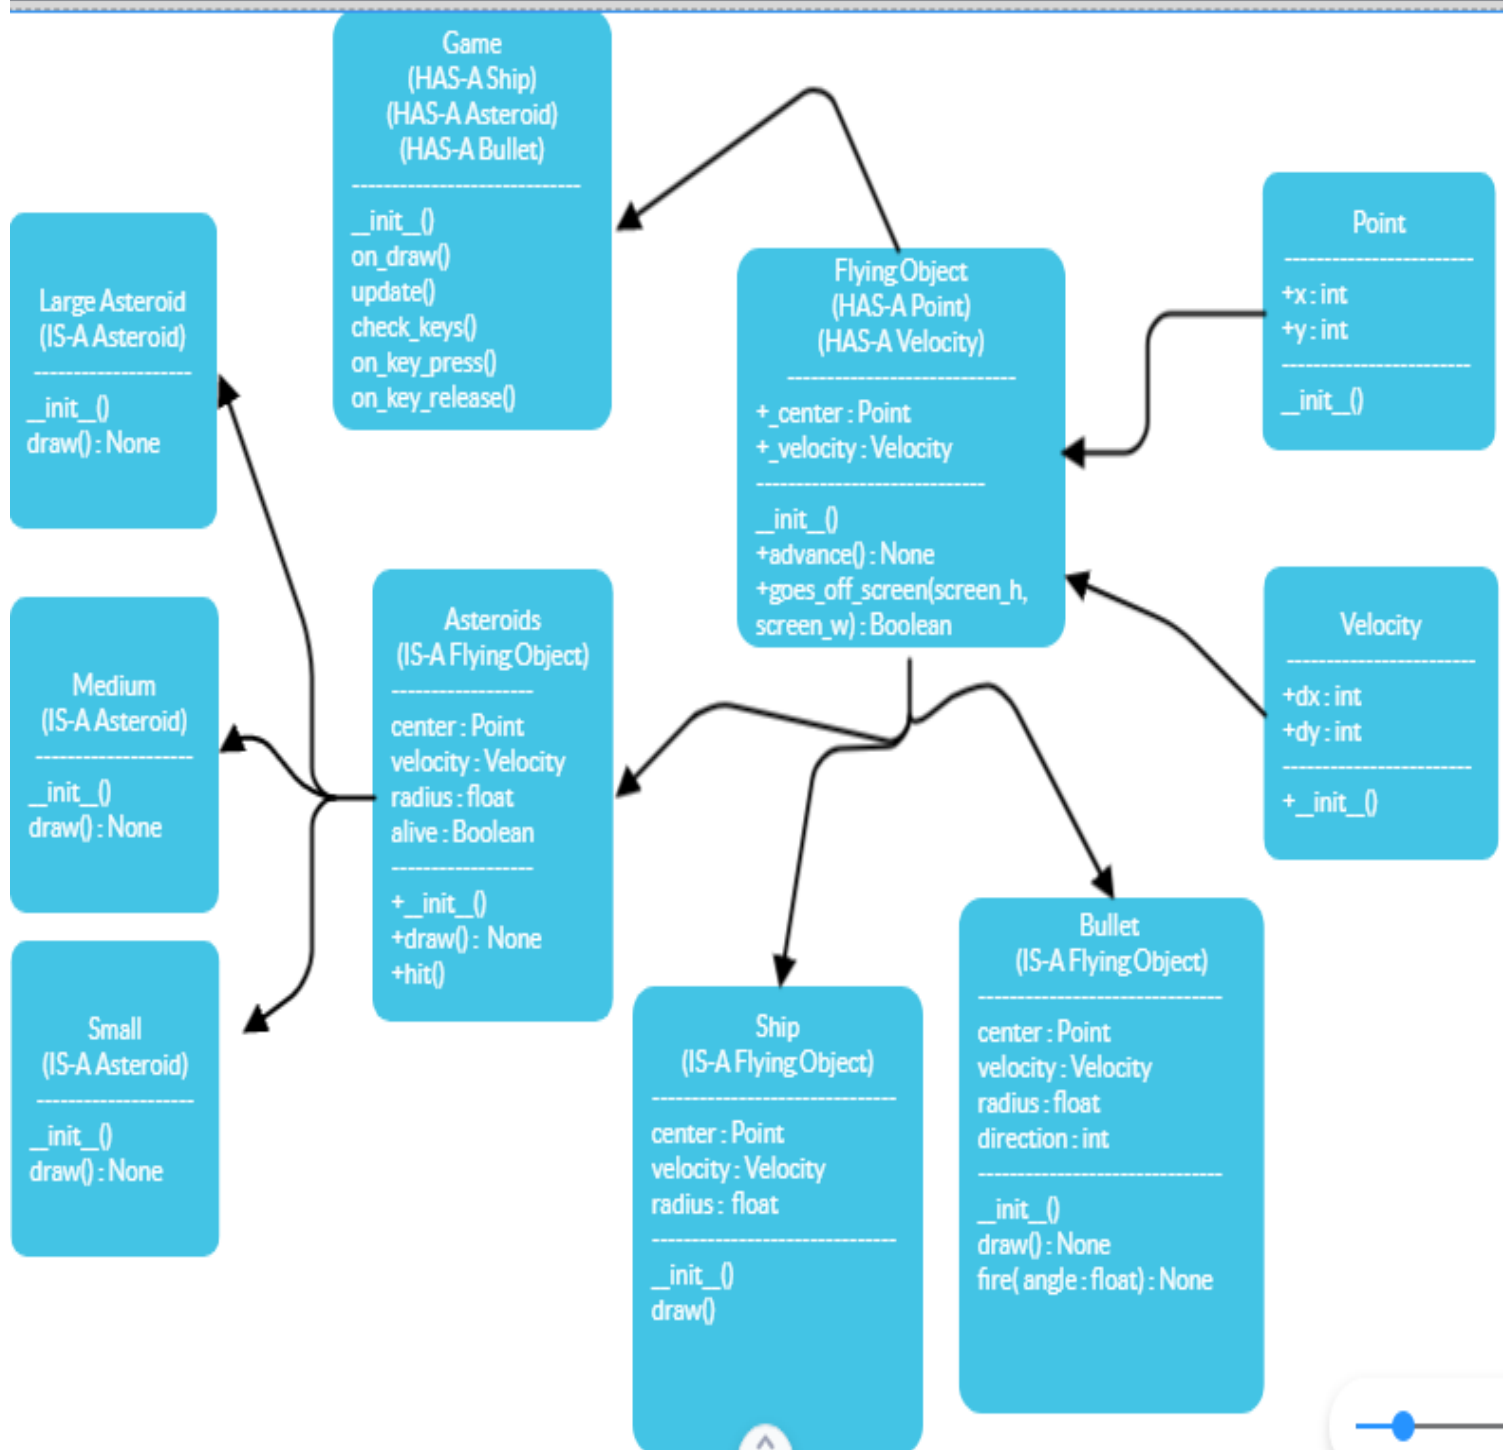 Game
(HAS-A Ship)
(HAS-A Asteroid)
(HAS-A Bullet)
----------------------------
__init__()
on_draw()
update()
check_keys()
on_key_press()
on_key_release()
Large Asteroid
(IS-A Asteroid)
--------------------
__init__()
draw() : None
Flying Object
(HAS-A Point)
(HAS-A Velocity)
-----------------------------
+_center : Point
+_velocity : Velocity
-----------------------------
__init__()
+advance() : None
+goes_off_screen(screen_h,
screen_w) : Boolean
Point
------------------------
+x : int
+y : int
------------------------
__init__()
Medium
(IS-A Asteroid)
--------------------
__init__()
draw() : None
Asteroids
(IS-A Flying Object)
------------------
center : Point
velocity : Velocity
radius : float
alive : Boolean
------------------
+__init__()
+draw() : None
+hit()
Velocity
------------------------
+dx : int
+dy : int
------------------------
+__init__()
Small
(IS-A Asteroid)
--------------------
__init__()
draw() : None
Ship
(IS-A Flying Object)
-------------------------------
center : Point
velocity : Velocity
radius : float
-------------------------------
__init__()
draw()
Bullet
(IS-A Flying Object)
-------------------------------
center : Point
velocity : Velocity
radius : float
direction : int
-------------------------------
__init__()
draw() : None
fire( angle : float) : None